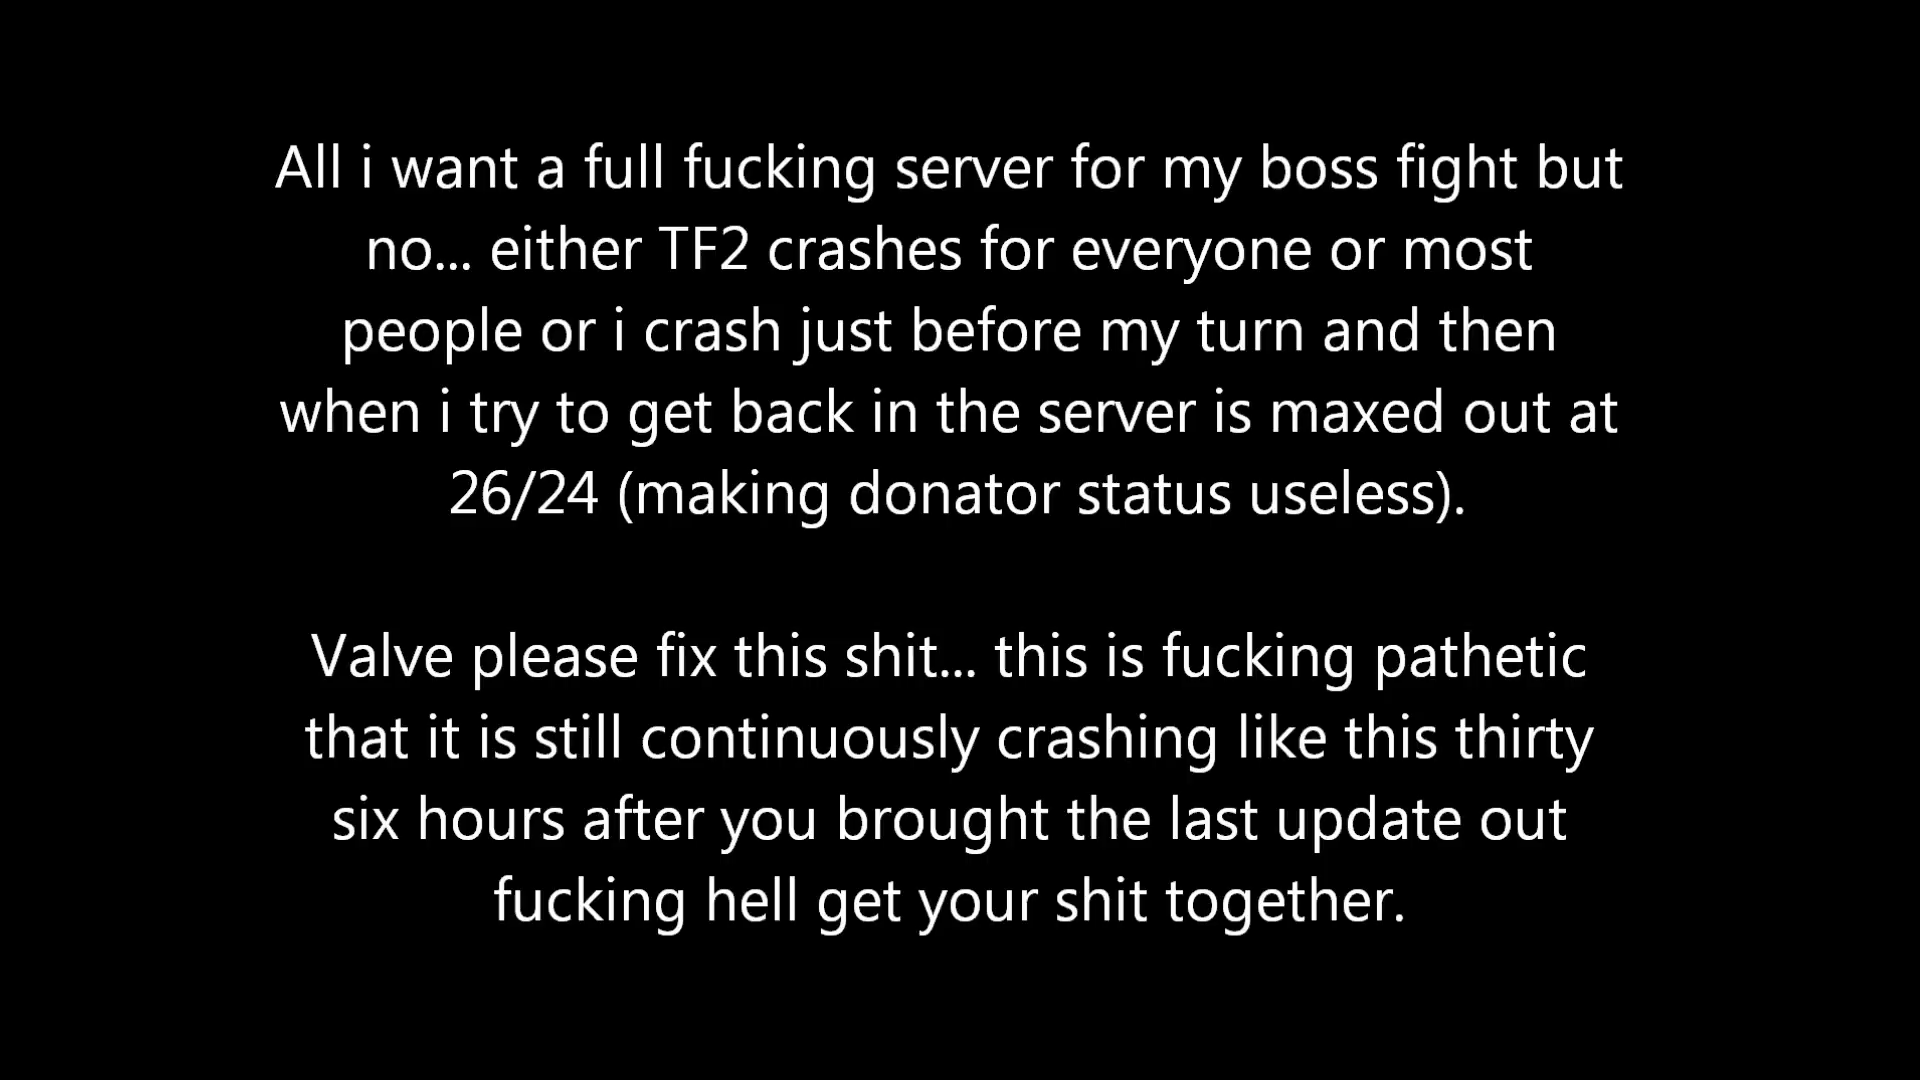 All i want a full fucking server for my boss fight but
no... either TF2 crashes for everyone or most
people or i crash just before my turn and then
when i try to get back in the server is maxed out at
26/24 (making donator status useless).
Valve please fix this shit... this is fucking pathetic
that it is still continuously crashing like this thirty
six hours after you brought the last update out
fucking hell get your shit together.